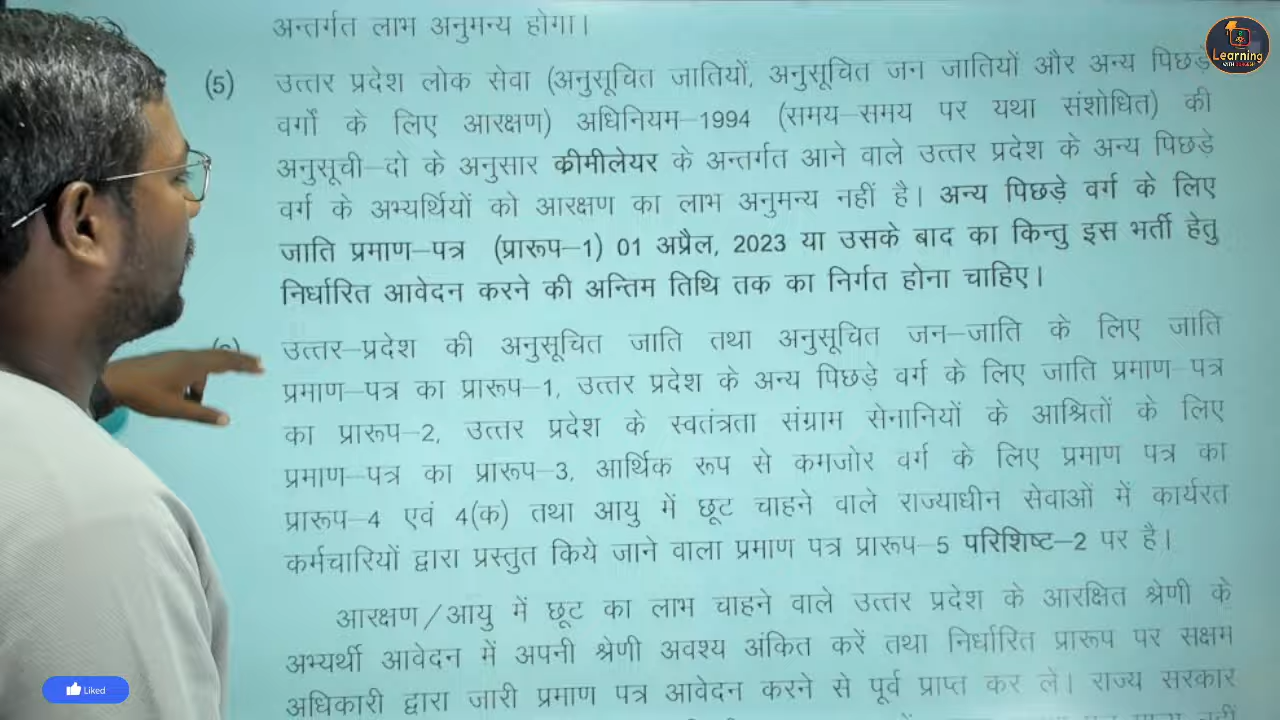 अन्तर्गत लाभ अनुमन्य होगा।
(5) उत्तर प्रदेश लोक सेवा (अनुसूचित जातियों, अनुसूचित जन जातियों और अन्य पिछड़े
वर्गों के लिए आरक्षण) अधिनियम–1994 (समय–समय पर यथा संशोधित) की
अनुसूची–दो के अनुसार क्रीमीलेयर के अन्तर्गत आने वाले उत्तर प्रदेश के अन्य पिछड़े
वर्ग के अभ्यर्थियों को आरक्षण का लाभ अनुमन्य नहीं है। अन्य पिछड़े वर्ग के लिए
जाति प्रमाण–पत्र (प्रारूप–1) 01 अप्रैल, 2023 या उसके बाद का किन्तु इस भर्ती हेतु
निर्धारित आवेदन करने की अन्तिम तिथि तक का निर्गत होना चाहिए।
उत्तर–प्रदेश की अनुसूचित जाति तथा अनुसूचित जन–जाति के लिए जाति
प्रमाण–पत्र का प्रारूप–1, उत्तर प्रदेश के अन्य पिछड़े वर्ग के लिए जाति प्रमाण–पत्र
का प्रारूप–2, उत्तर प्रदेश के स्वतंत्रता संग्राम सेनानियों के आश्रितों के लिए
प्रमाण–पत्र का प्रारूप–3, आर्थिक रूप से कमजोर वर्ग के लिए प्रमाण पत्र का
प्रारूप–4 एवं 4(क) तथा आयु में छूट चाहने वाले राज्याधीन सेवाओं में कार्यरत
कर्मचारियों द्वारा प्रस्तुत किये जाने वाला प्रमाण पत्र प्रारूप–5 परिशिष्ट–2 पर है।
आरक्षण/आयु में छूट का लाभ चाहने वाले उत्तर प्रदेश के आरक्षित श्रेणी के
अभ्यर्थी आवेदन में अपनी श्रेणी अवश्य अंकित करें तथा निर्धारित प्रारूप पर सक्षम
अधिकारी द्वारा जारी प्रमाण पत्र आवेदन करने से पूर्व प्राप्त कर ले। राज्य सरकार
Learning
Liked